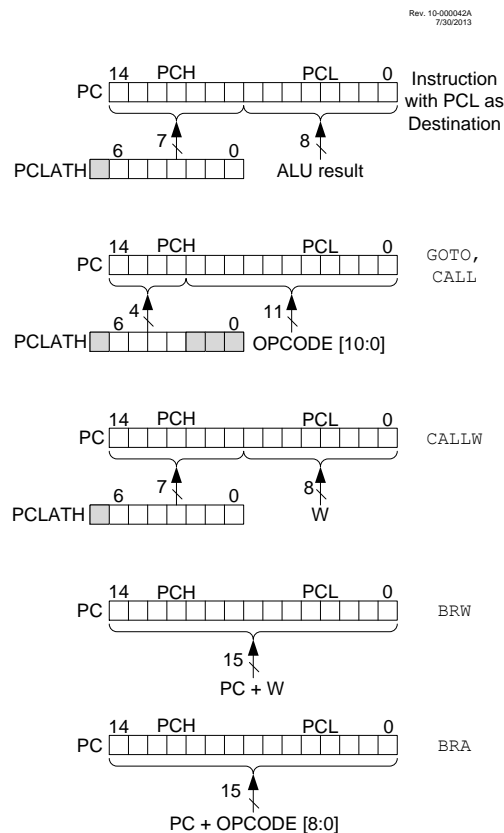 Rev. 10-000042A
7/30/2013
14 PCH PCL 0
PC
Instruction
with PCL as
Destination
6 7 0 8
PCLATH
ALU result
14 PCH PCL 0
PC
GOTO,
CALL
6 4 0 11
PCLATH
OPCODE [10:0]
14 PCH PCL 0
PC
CALLW
6 7 0 8
PCLATH
W
14 PCH PCL 0
PC
BRW
15
PC + W
14 PCH PCL 0
PC
BRA
15
PC + OPCODE [8:0]